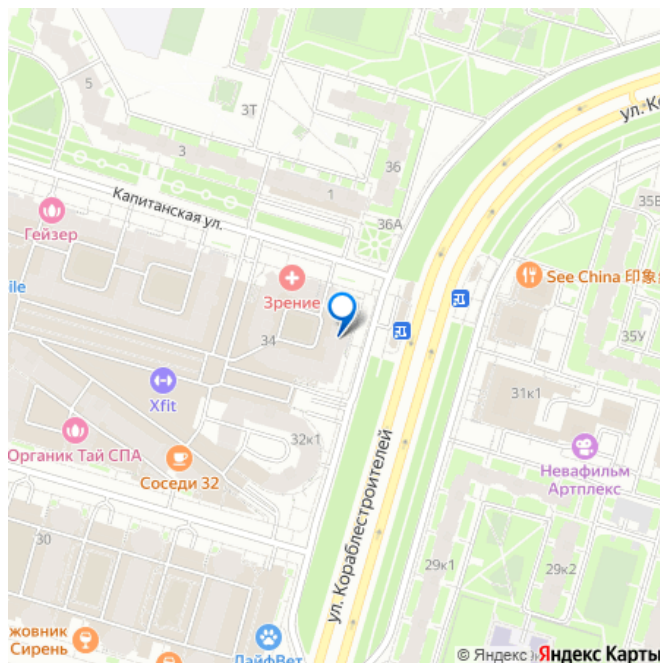 5
3Т
ул. Ко
3
36
1
35В
Капитанская ул.
36А
Гейзер
ile
Зрение
See China 印象
34
35У
Xfit
31к1
Органик Тай СПА
32к1
Соседи 32
Невафильм
Артплекс
ул. Кораблестроителей
30
29к1
29к2
жовник
Сирень
ЛайфВет
© Яндекс
Яндекс Карты